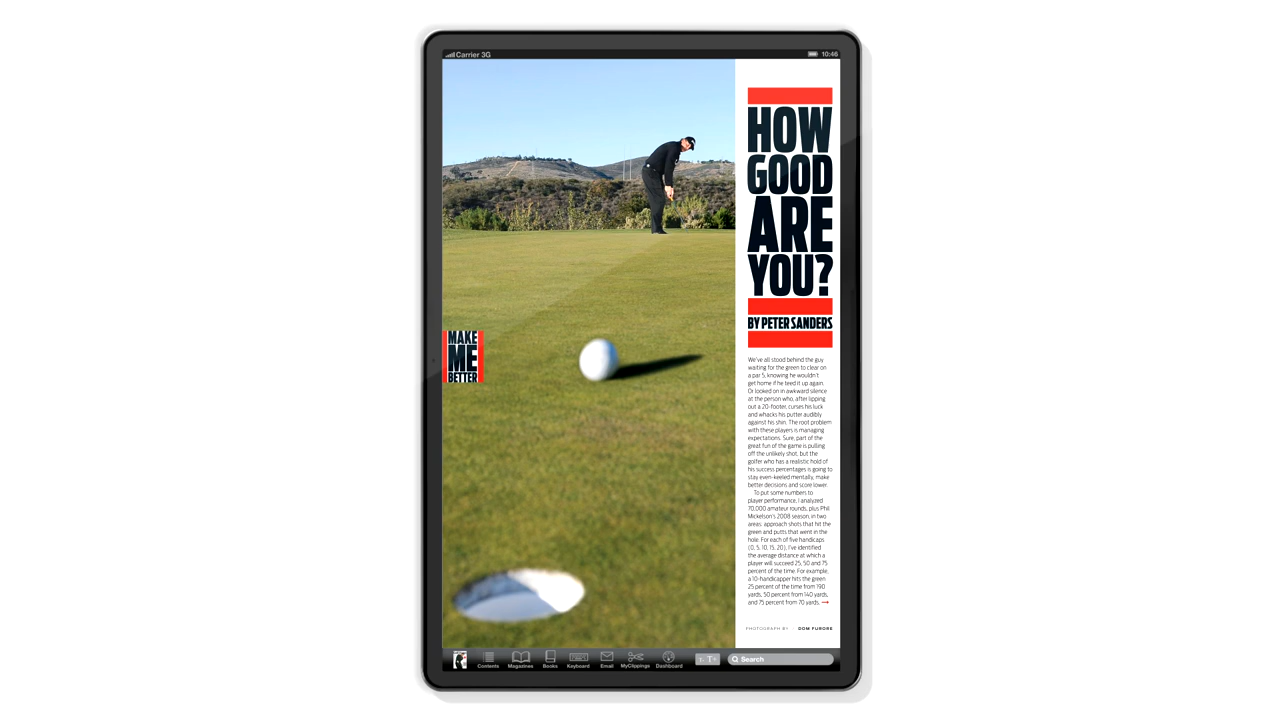 Carrier 3G
10:46
HOW
GOOD
ARE
YOU?
BY PETER SANDERS
MAKE
ME
BETTER
We've all stood behind the guy
waiting for the green to clear on
a par 5, knowing he wouldn't
get home if he teed it up again.
Or looked on in awkward silence
at the person who, after lipping
out a 20-footer, curses his luck
and whacks his putter audibly
against his shin. The root problem
with these players is managing
expectations. Sure, part of the
great fun of the game is pulling
off the unlikely shot, but the
golfer who has a realistic hold of
his success percentages is going to
stay even-keeled mentally, make
better decisions and score lower.
To put some numbers to
player performance, I analyzed
70,000 amateur rounds, plus Phil
Mickelson's 2008 season, in two
areas: approach shots that hit the
green and putts that went in the
hole. For each of five handicaps
(0, 5, 10, 15, 20), I've identified
the average distance at which a
player will succeed 25, 50 and 75
percent of the time. For example,
a 10-handicapper hits the green
25 percent of the time from 190
yards, 50 percent from 140 yards,
and 75 percent from 70 yards. →
PHOTOGRAPH BY DOM FURORE
Contents
Magazines
Books
Keyboard
Email
MyClippings
Dashboard
T- T+
Search